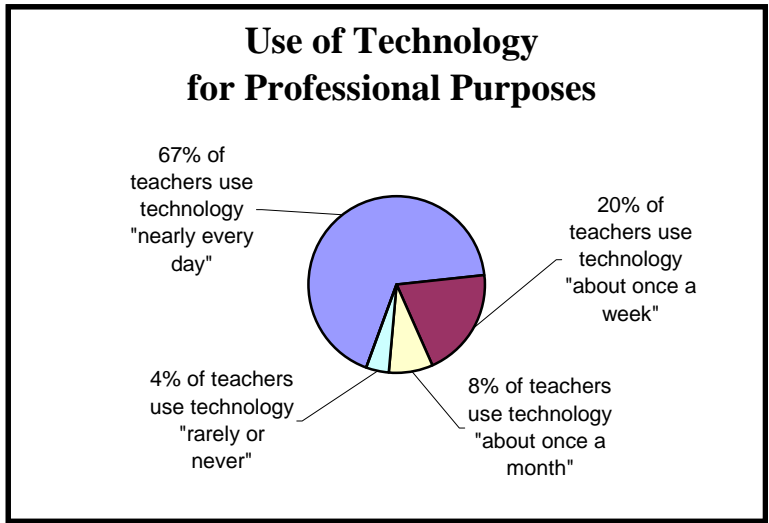 Use of Technology
for Professional Purposes
67% of
teachers use
technology
"nearly every
day"
20% of
teachers use
technology
"about once a
week"
4% of teachers
use technology
"rarely or
never"
8% of teachers
use technology
"about once a
month"